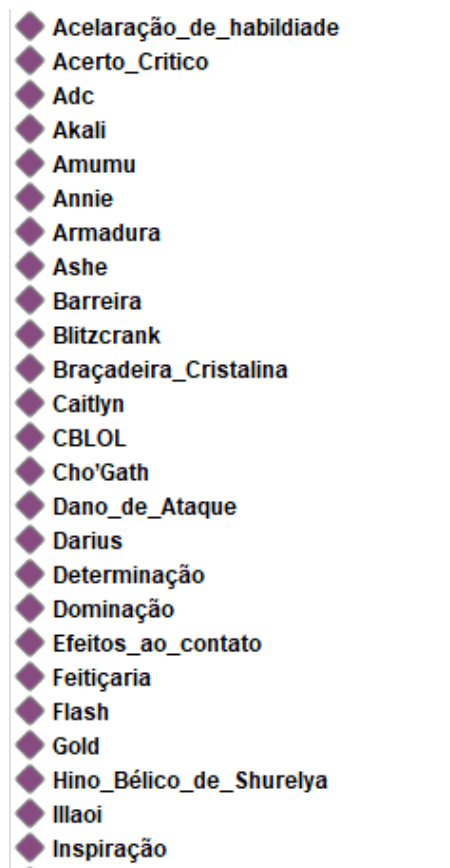 Acelaração_de_habildiade
Acerto_Critico
Adc
Akali
Amumu
Annie
Armadura
Ashe
Barreira
Blitzcrank
Braçadeira_Cristalina
Caitlyn
CBLOL
Cho'Gath
Dano_de_Ataque
Darius
Determinação
Dominação
Efeitos_ao_contato
Feitiçaria
Flash
Gold
Hino_Bélico_de_Shurelya
Illaoi
Inspiração